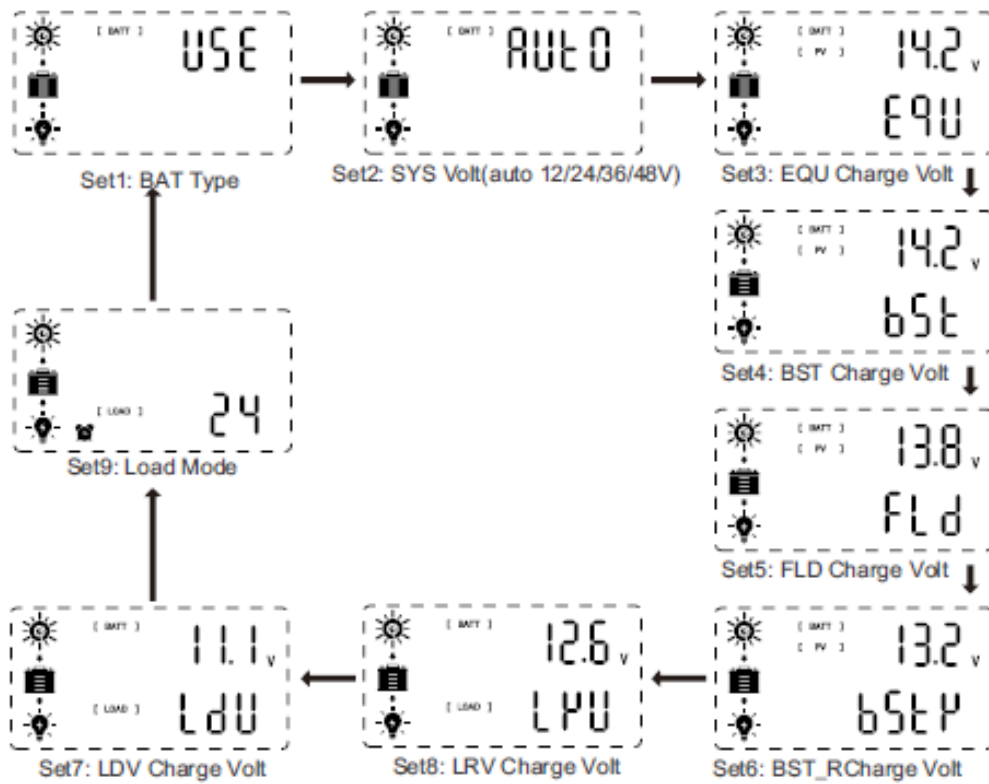 [ BATT ]
USE
Set1: BAT Type
[ BATT ]
AUtO
Set2: SYS Volt(auto 12/24/36/48V)
[ BATT ]
[ PV ]
14.2 V
E9U
Set3: EQU Charge Volt
[ BATT ]
[ PV ]
14.2 V
bSt
Set4: BST Charge Volt
[ BATT ]
[ PV ]
13.8 V
FLd
Set5: FLD Charge Volt
[ BATT ]
[ PV ]
13.2 V
bStr
Set6: BST_RCharge Volt
[ BATT ]
12.6 V
[ LOAD ]
LrU
Set8: LRV Charge Volt
[ BATT ]
11.1 V
[ LOAD ]
LdU
Set7: LDV Charge Volt
[ LOAD ]
24
Set9: Load Mode